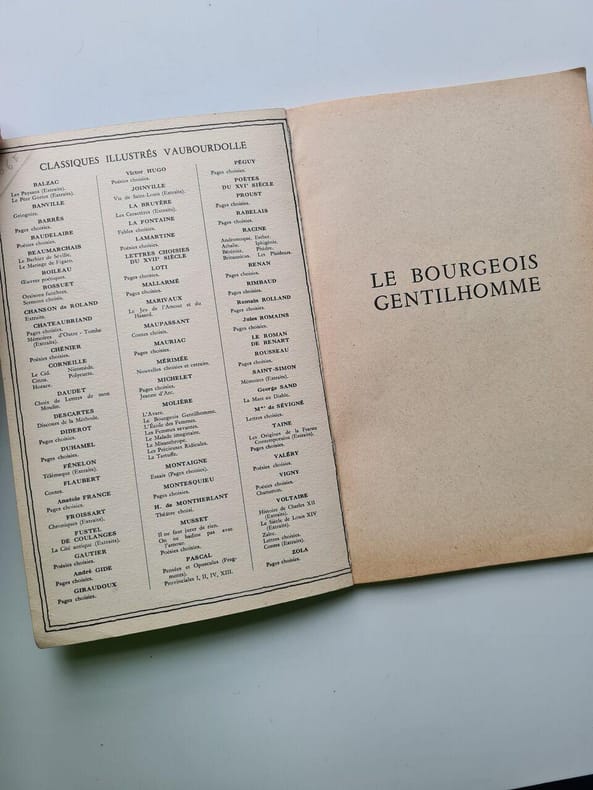 CLASSIQUES ILLUSTRÉS VAUBOURDOLLE
BALZAC
Les Paysans (Extraits).
Le Père Goriot (Extraits).
BANVILLE
Gringoire.
BARRÈS
Pages choisies.
BAUDELAIRE
Poésies choisies.
BEAUMARCHAIS
Le Barbier de Séville.
Le Mariage de Figaro.
BOILEAU
Œuvres poétiques.
BOSSUET
Oraisons funèbres.
Sermons choisis.
CHANSON de ROLAND
Extraits.
CHATEAUBRIAND
Pages choisies.
Mémoires d'Outre-Tombe
(Extraits).
CHÉNIER
Poésies choisies.
CORNEILLE
Le Cid. Nicomède.
Cinna. Polyeucte.
Horace.
DAUDET
Choix de Lettres de mon
Moulin.
DESCARTES
Discours de la Méthode.
DIDEROT
Pages choisies.
DUHAMEL
Pages choisies.
FÉNELON
Télémaque (Extraits).
FLAUBERT
Contes.
Anatole FRANCE
Pages choisies.
FROISSART
Chroniques (Extraits).
FUSTEL
DE COULANGES
La Cité antique (Extraits).
GAUTIER
Poésies choisies.
André GIDE
Pages choisies.
GIRAUDOUX
Pages choisies.
Victor HUGO
Poésies choisies.
JOINVILLE
Vie de Saint-Louis (Extraits).
LA BRUYÈRE
Les Caractères (Extraits).
LA FONTAINE
Fables choisies.
LAMARTINE
Poésies choisies.
LETTRES CHOISIES
DU XVIIe SIÈCLE
LOTI
Pages choisies.
MALLARMÉ
Pages choisies.
MARIVAUX
Le Jeu de l'Amour et du
Hasard.
MAUPASSANT
Contes choisis.
MAURIAC
Pages choisies.
MÉRIMÉE
Nouvelles choisies et extraits.
MICHELET
Pages choisies.
Jeanne d'Arc.
MOLIÈRE
L'Avare.
Le Bourgeois Gentilhomme.
L'École des Femmes.
Les Femmes savantes.
Le Malade imaginaire.
Le Misanthrope.
Les Précieuses Ridicules.
Le Tartuffe.
MONTAIGNE
Essais (Pages choisies).
MONTESQUIEU
Pages choisies.
H. de MONTHERLANT
Théâtre choisi.
MUSSET
Il ne faut jurer de rien.
On ne badine pas avec
l'amour.
Poésies choisies.
PASCAL
Pensées et Opuscules (Frag-
ments).
Provinciales I, II, IV, XIII.
PÉGUY
Pages choisies.
POÈTES
DU XVIe SIÈCLE
PROUST
Pages choisies.
RABELAIS
Pages choisies.
RACINE
Andromaque. Esther.
Athalie. Iphigénie.
Bérénice. Phèdre.
Britannicus. Les Plaideurs.
RENAN
Pages choisies.
RIMBAUD
Pages choisies.
Romain ROLLAND
Pages choisies.
Jules ROMAINS
Pages choisies.
LE ROMAN
DE RENART
ROUSSEAU
Pages choisies.
SAINT-SIMON
Mémoires (Extraits).
George SAND
La Mare au Diable.
Mme DE SÉVIGNÉ
Lettres choisies.
TAINE
Les Origines de la France
Contemporaine (Extraits).
Pages choisies.
VALÉRY
Poésies choisies.
VIGNY
Poésies choisies.
Chatterton.
VOLTAIRE
Histoire de Charles XII
(Extraits).
Le Siècle de Louis XIV
(Extraits).
Zaïre.
Lettres choisies.
Contes (Extraits).
ZOLA
Pages choisies.
LE BOURGEOIS
GENTILHOMME